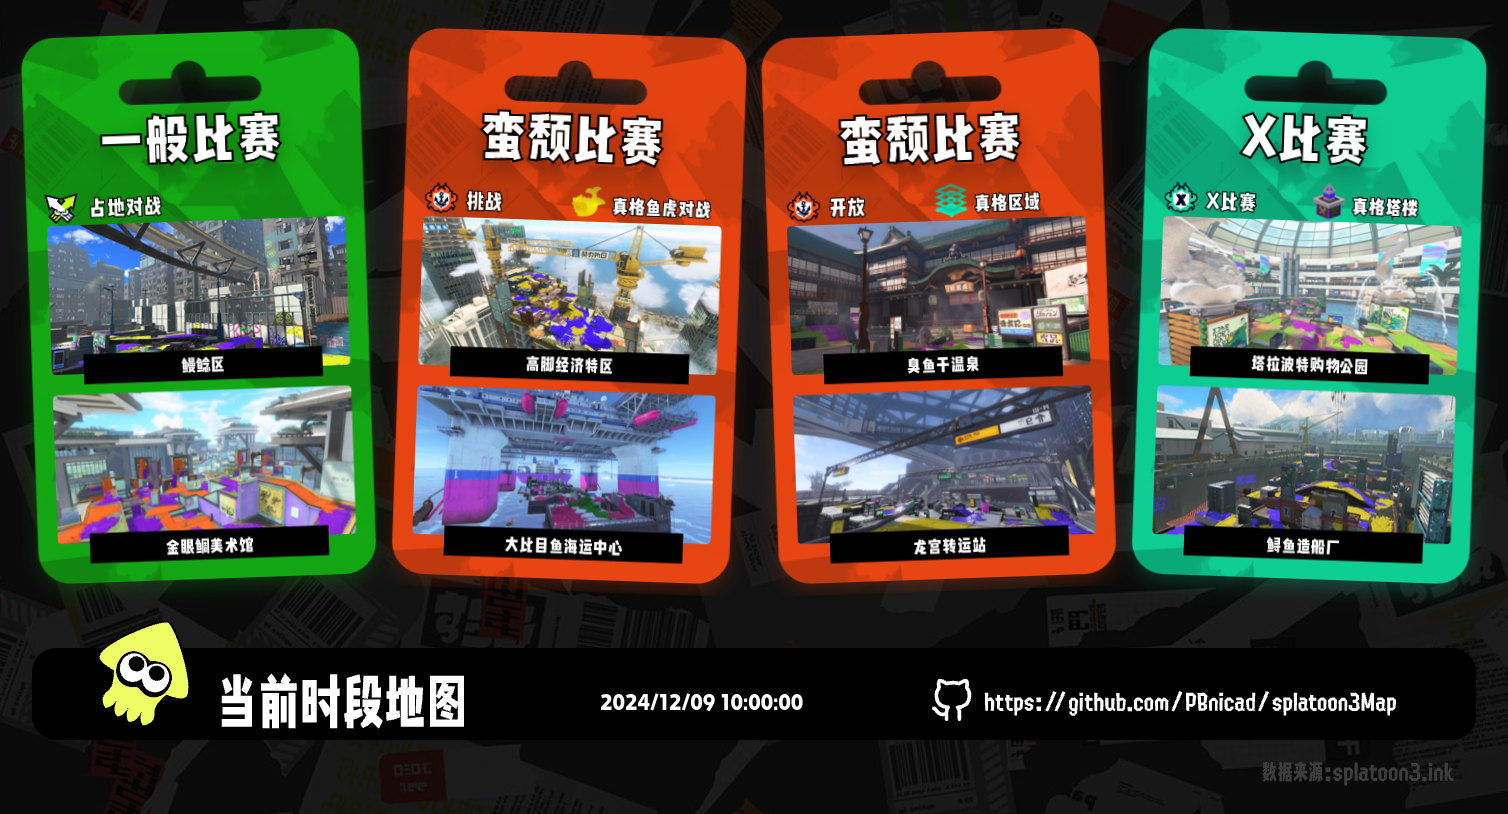 一般比赛
占地对战
鳗鲶区
金眼鲷美术馆
蛮颓比赛
挑战
真格鱼虎对战
高脚经济特区
大比目鱼海运中心
蛮颓比赛
开放
真格区域
臭鱼干温泉
龙宫转运站
X比赛
X比赛
真格塔楼
塔拉波特购物公园
鲟鱼造船厂
当前时段地图
2024/12/09 10:00:00
https://github.com/PBnicad/splatoon3Map
数据来源:splatoon3.ink